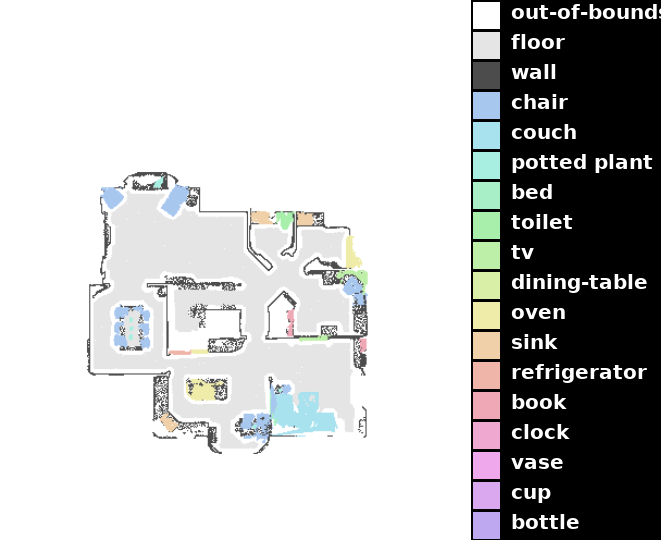 out-of-bounds
floor
wall
chair
couch
potted plant
bed
toilet
tv
dining-table
oven
sink
refrigerator
book
clock
vase
cup
bottle